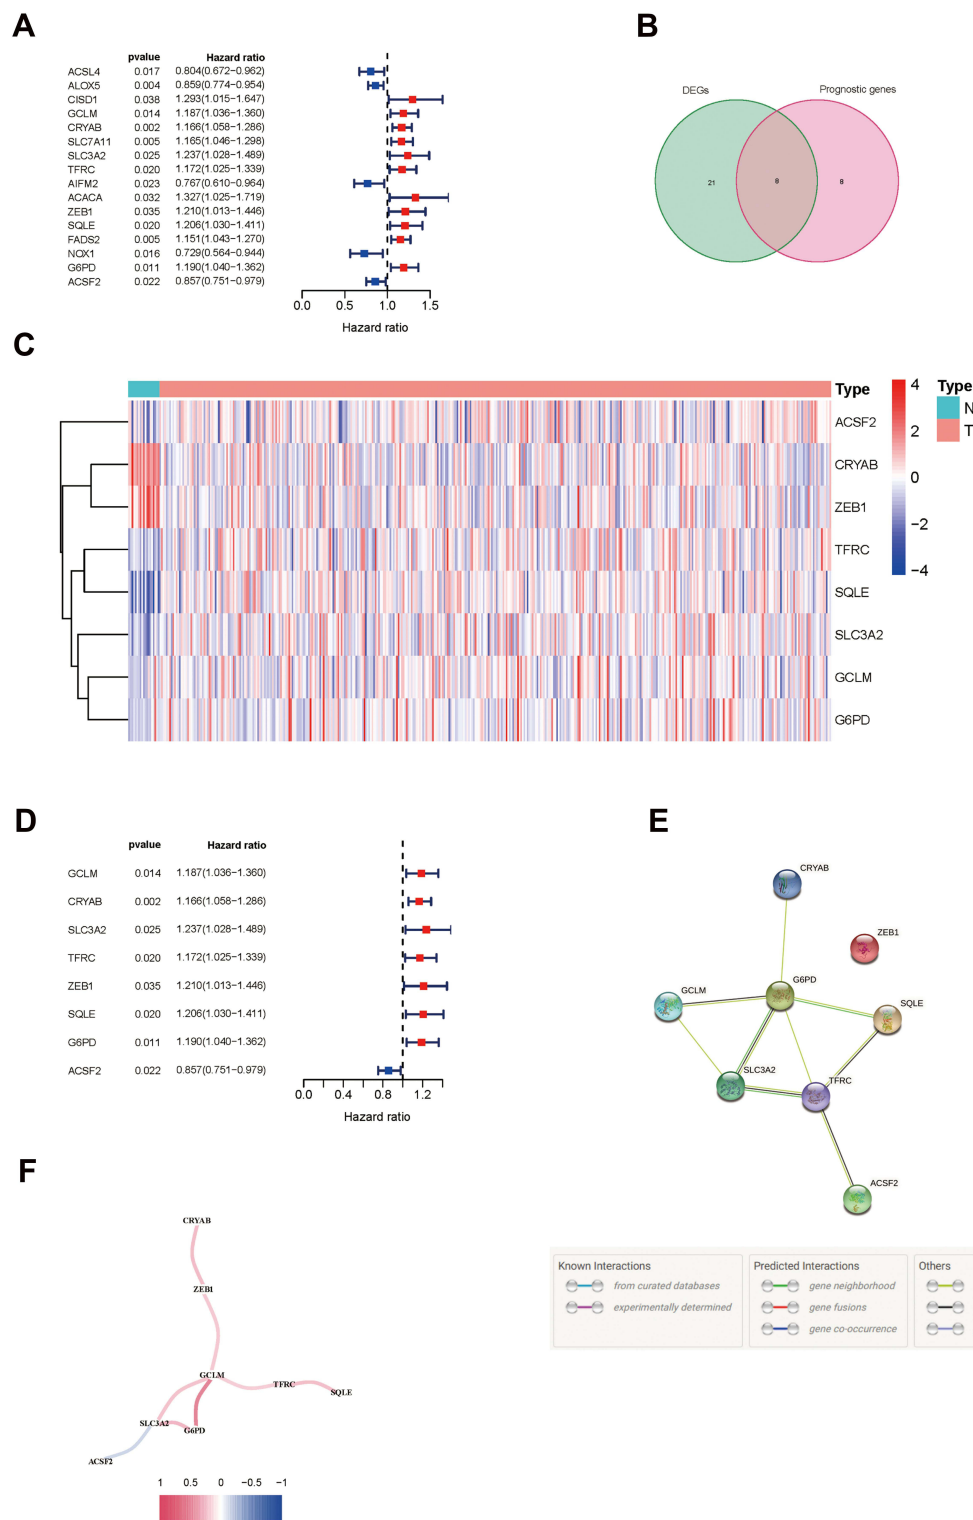 A
pvalue Hazard ratio
ACSL4 0.017 0.804(0.672−0.962)
ALOX5 0.004 0.859(0.774−0.954)
CISD1 0.038 1.293(1.015−1.647)
GCLM 0.014 1.187(1.036−1.360)
CRYAB 0.002 1.166(1.058−1.286)
SLC7A11 0.005 1.165(1.046−1.298)
SLC3A2 0.025 1.237(1.028−1.489)
TFRC 0.020 1.172(1.025−1.339)
AIFM2 0.023 0.767(0.610−0.964)
ACACA 0.032 1.327(1.025−1.719)
ZEB1 0.035 1.210(1.013−1.446)
SQLE 0.020 1.206(1.030−1.411)
FADS2 0.005 1.151(1.043−1.270)
NOX1 0.016 0.729(0.564−0.944)
G6PD 0.011 1.190(1.040−1.362)
ACSF2 0.022 0.857(0.751−0.979)
0.0 0.5 1.0 1.5
Hazard ratio
B
DEGs Prognostic genes
21 8 8
C
Type
ACSF2
CRYAB
ZEB1
TFRC
SQLE
SLC3A2
GCLM
G6PD
4
2
0
−2
−4
Type
N
T
D
pvalue Hazard ratio
GCLM 0.014 1.187(1.036−1.360)
CRYAB 0.002 1.166(1.058−1.286)
SLC3A2 0.025 1.237(1.028−1.489)
TFRC 0.020 1.172(1.025−1.339)
ZEB1 0.035 1.210(1.013−1.446)
SQLE 0.020 1.206(1.030−1.411)
G6PD 0.011 1.190(1.040−1.362)
ACSF2 0.022 0.857(0.751−0.979)
0.0 0.4 0.8 1.2
Hazard ratio
E
CRYAB
ZEB1
G6PD
GCLM
SQLE
SLC3A2
TFRC
ACSF2
Known Interactions
from curated databases
experimentally determined
Predicted Interactions
gene neighborhood
gene fusions
gene co-occurrence
Others
F
CRYAB
ZEB1
GCLM
TFRC
SQLE
SLC3A2
G6PD
ACSF2
1 0.5 0 −0.5 −1